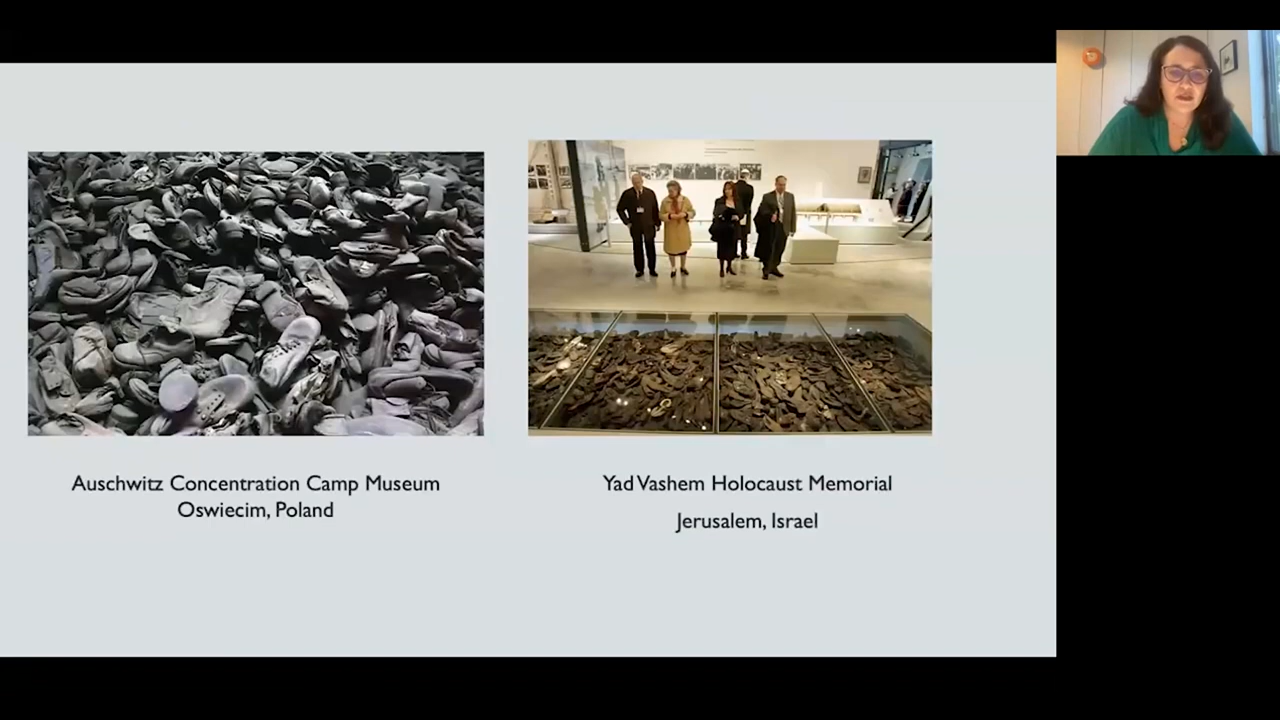 Auschwitz Concentration Camp Museum
Oswiecim, Poland
Yad Vashem Holocaust Memorial
Jerusalem, Israel